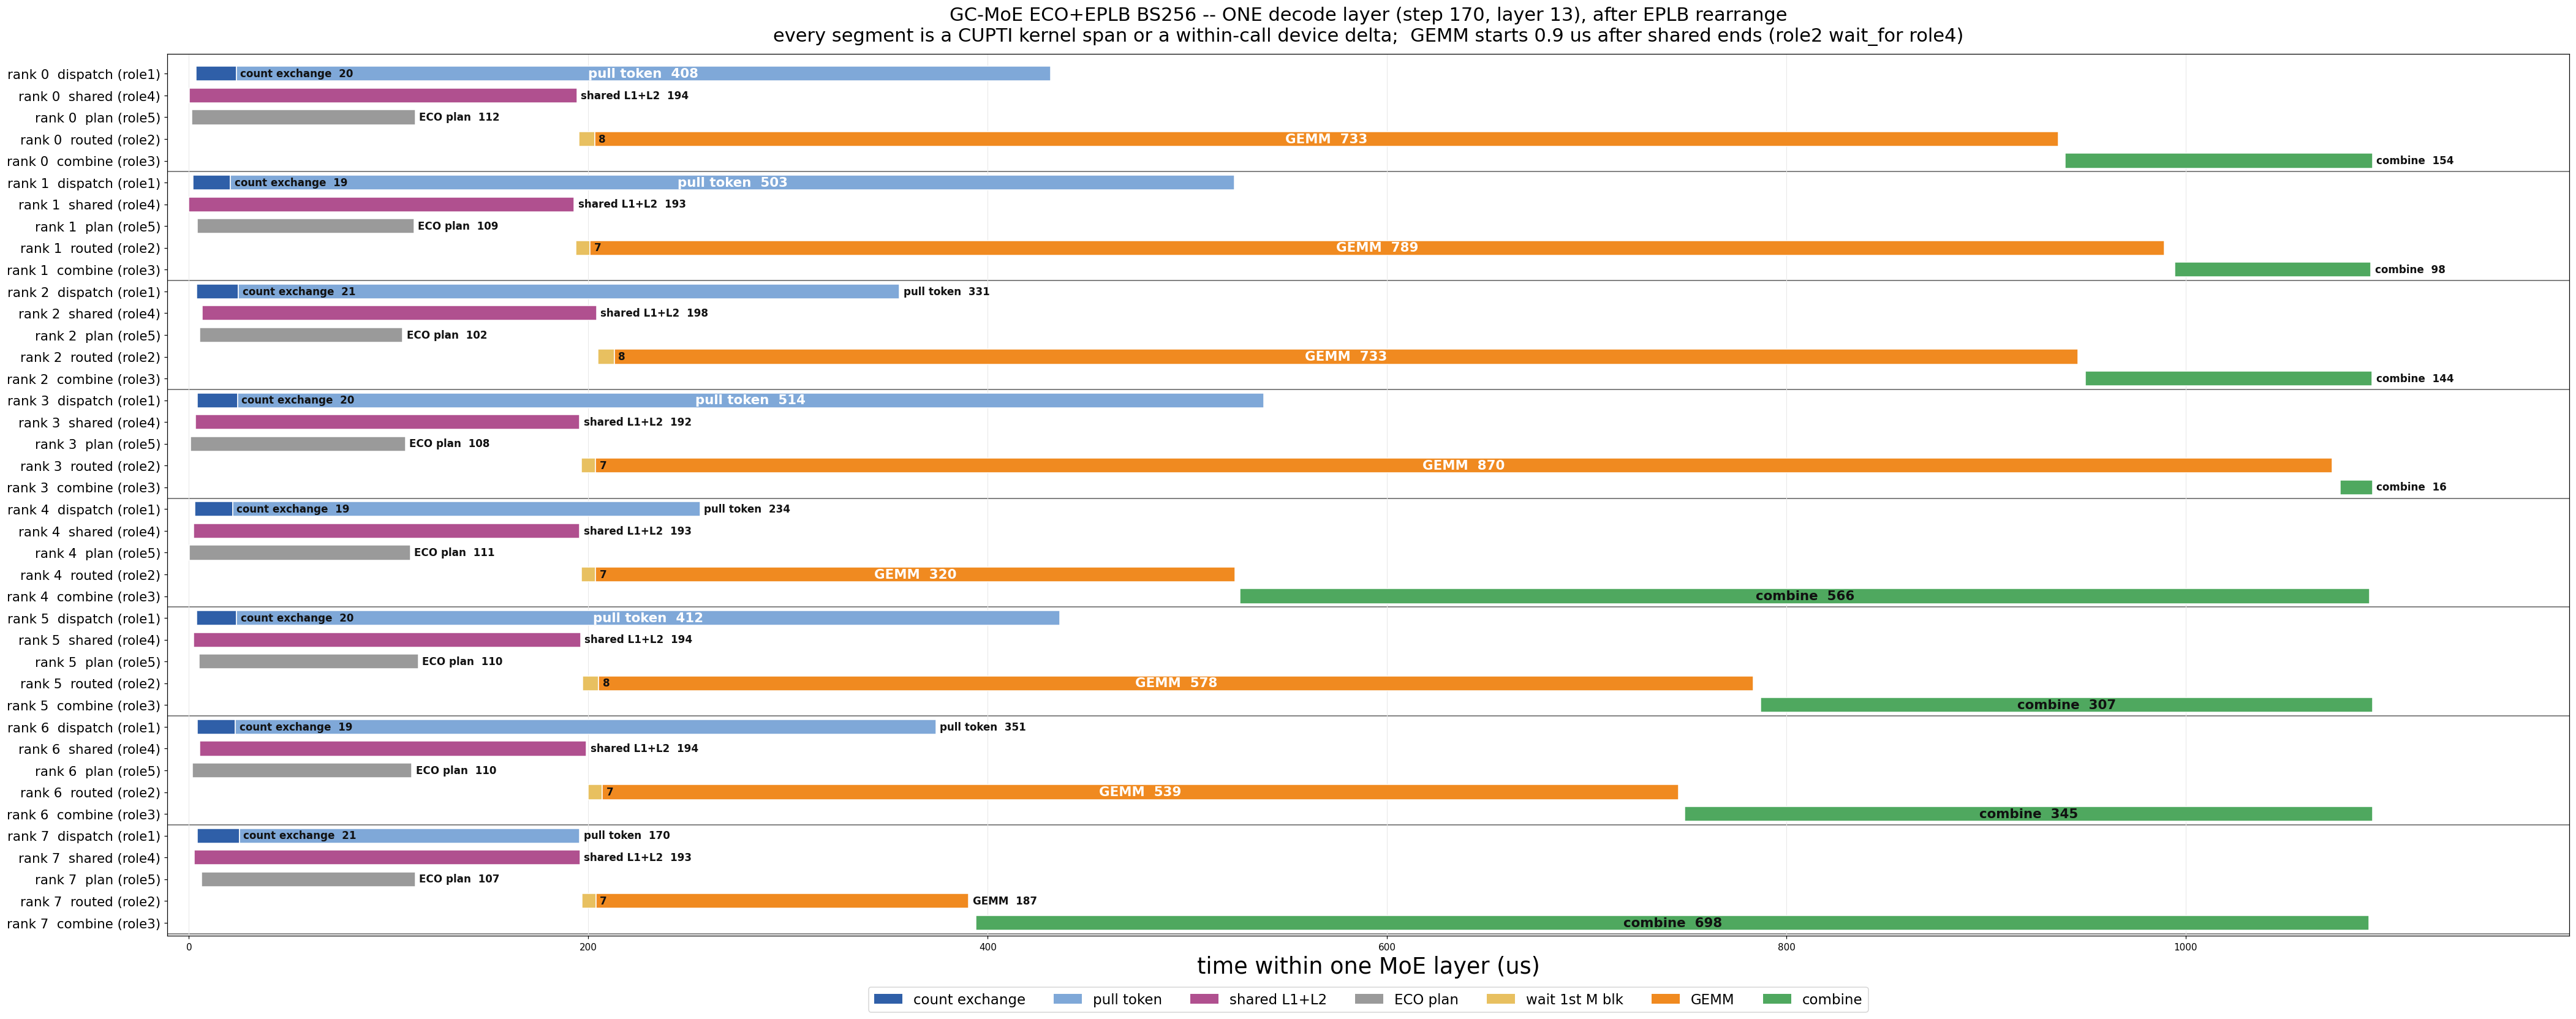 GC-MoE ECO+EPLB BS256 -- ONE decode layer (step 170, layer 13), after EPLB rearrange
every segment is a CUPTI kernel span or a within-call device delta;  GEMM starts 0.9 us after shared ends (role2 wait_for role4)
rank 0  dispatch (role1) count exchange  20 pull token  408
rank 0  shared (role4) shared L1+L2  194
rank 0  plan (role5) ECO plan  112
rank 0  routed (role2) 8 GEMM  733
rank 0  combine (role3) combine  154
rank 1  dispatch (role1) count exchange  19 pull token  503
rank 1  shared (role4) shared L1+L2  193
rank 1  plan (role5) ECO plan  109
rank 1  routed (role2) 7 GEMM  789
rank 1  combine (role3) combine  98
rank 2  dispatch (role1) count exchange  21 pull token  331
rank 2  shared (role4) shared L1+L2  198
rank 2  plan (role5) ECO plan  102
rank 2  routed (role2) 8 GEMM  733
rank 2  combine (role3) combine  144
rank 3  dispatch (role1) count exchange  20 pull token  514
rank 3  shared (role4) shared L1+L2  192
rank 3  plan (role5) ECO plan  108
rank 3  routed (role2) 7 GEMM  870
rank 3  combine (role3) combine  16
rank 4  dispatch (role1) count exchange  19 pull token  234
rank 4  shared (role4) shared L1+L2  193
rank 4  plan (role5) ECO plan  111
rank 4  routed (role2) 7 GEMM  320
rank 4  combine (role3) combine  566
rank 5  dispatch (role1) count exchange  20 pull token  412
rank 5  shared (role4) shared L1+L2  194
rank 5  plan (role5) ECO plan  110
rank 5  routed (role2) 8 GEMM  578
rank 5  combine (role3) combine  307
rank 6  dispatch (role1) count exchange  19 pull token  351
rank 6  shared (role4) shared L1+L2  194
rank 6  plan (role5) ECO plan  110
rank 6  routed (role2) 7 GEMM  539
rank 6  combine (role3) combine  345
rank 7  dispatch (role1) count exchange  21 pull token  170
rank 7  shared (role4) shared L1+L2  193
rank 7  plan (role5) ECO plan  107
rank 7  routed (role2) 7 GEMM  187
rank 7  combine (role3) combine  698
0 200 400 600 800 1000
time within one MoE layer (us)
count exchange pull token shared L1+L2 ECO plan wait 1st M blk GEMM combine